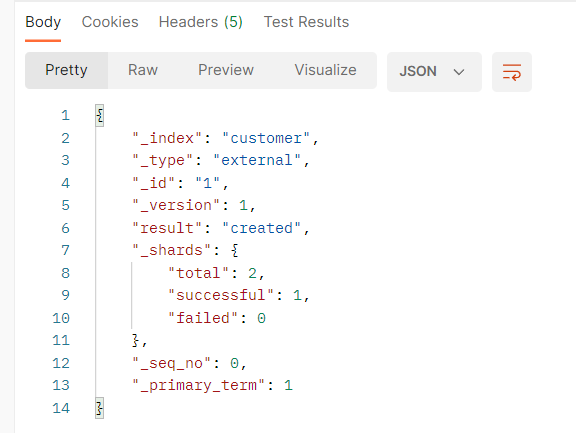 Body Cookies Headers (5) Test Results
Pretty Raw Preview Visualize JSON
1 {
2 "_index": "customer",
3 "_type": "external",
4 "_id": "1",
5 "_version": 1,
6 "result": "created",
7 "_shards": {
8 "total": 2,
9 "successful": 1,
10 "failed": 0
11 },
12 "_seq_no": 0,
13 "_primary_term": 1
14 }